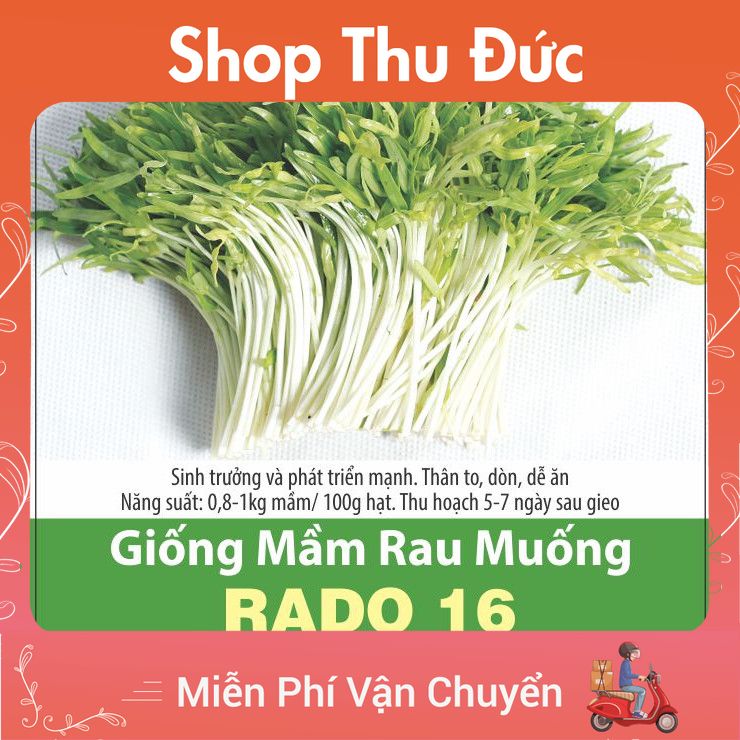 Shop Thu Đức
Sinh trưởng và phát triển mạnh. Thân to, dòn, dễ ăn
Năng suất: 0,8-1kg mầm/ 100g hạt. Thu hoạch 5-7 ngày sau gieo
Giống Mầm Rau Muống
RADO 16
Miễn Phí Vận Chuyển